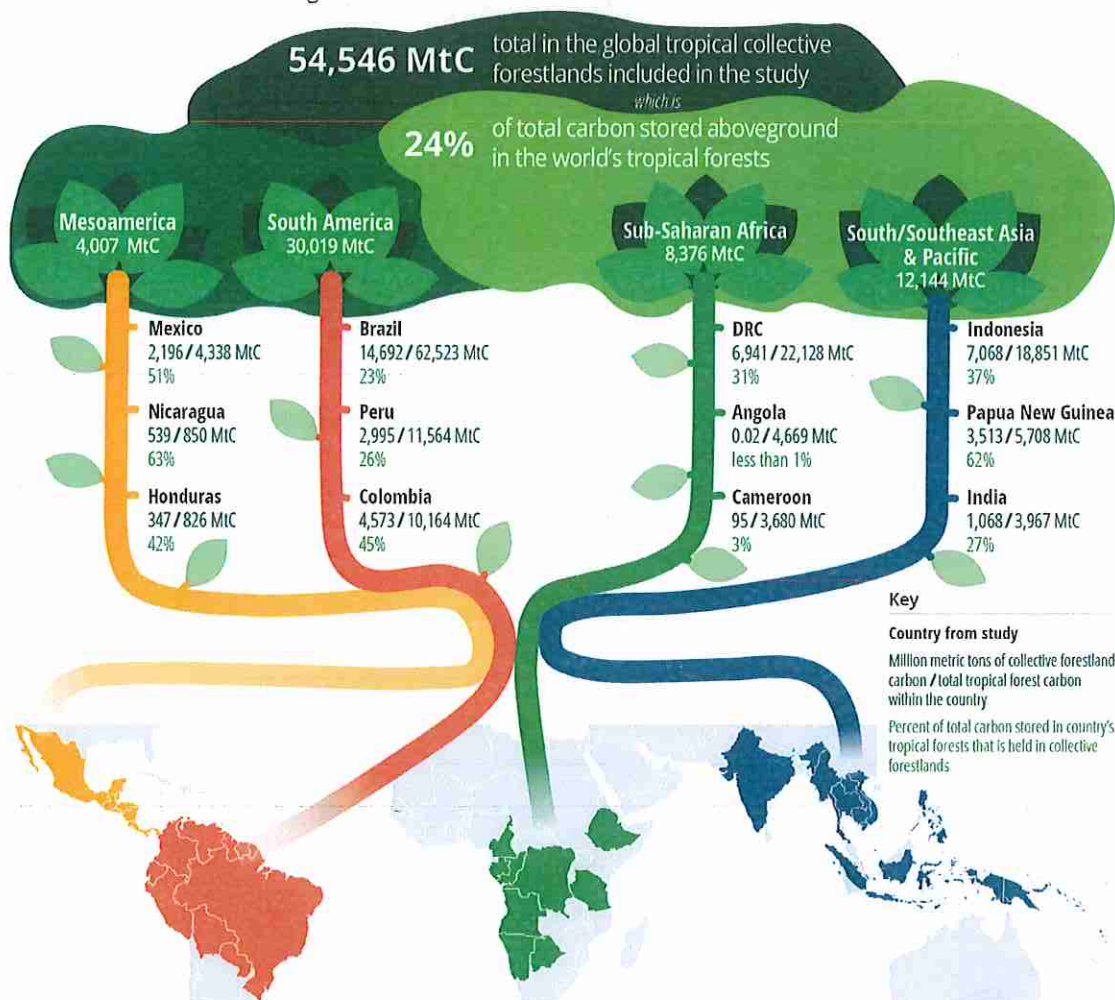 54,546 MtC
total in the global tropical collective
forestlands included in the study
which is
24%
of total carbon stored aboveground
in the world's tropical forests
Mesoamerica
4,007 MtC
South America
30,019 MtC
Sub-Saharan Africa
8,376 MtC
South/Southeast Asia
& Pacific
12,144 MtC
Mexico
2,196 / 4,338 MtC
51%
Nicaragua
539 / 850 MtC
63%
Honduras
347 / 826 MtC
42%
Brazil
14,692 / 62,523 MtC
23%
Peru
2,995 / 11,564 MtC
26%
Colombia
4,573 / 10,164 MtC
45%
DRC
6,941 / 22,128 MtC
31%
Angola
0.02 / 4,669 MtC
less than 1%
Cameroon
95 / 3,680 MtC
3%
Indonesia
7,068 / 18,851 MtC
37%
Papua New Guinea
3,513 / 5,708 MtC
62%
India
1,068 / 3,967 MtC
27%
Key
Country from study
Million metric tons of collective forestland
carbon / total tropical forest carbon
within the country
Percent of total carbon stored in country's
tropical forests that is held in collective
forestlands